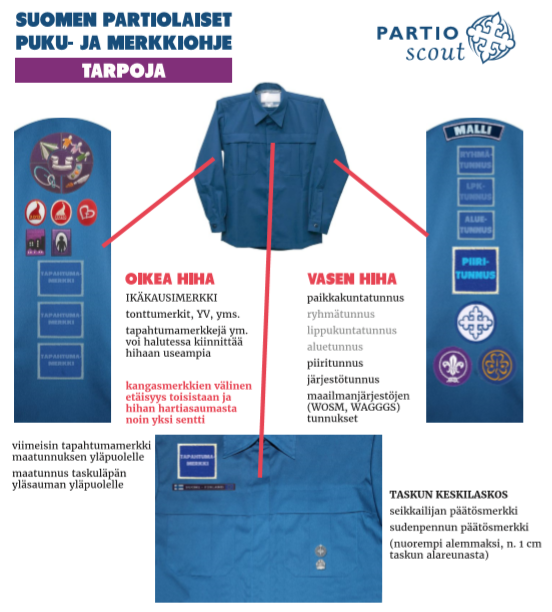 SUOMEN PARTIOLAISET
PUKU- JA MERKKIOHJE
TARPOJA
PARTIO
scout
MALLI
RYHMÄ-
TUNNUS
LPK-
TUNNUS
ALUE-
TUNNUS
PIIRI-
TUNNUS
TAPAHTUMA-
MERKKI
TAPAHTUMA-
MERKKI
TAPAHTUMA-
MERKKI
OIKEA HIHA
IKÄKAUSIMERKKI
tonttumerkit, YV, yms.
tapahtumamerkkejä ym.
voi halutessa kiinnittää
hihaan useampia
kangasmerkkien välinen
etäisyys toisistaan ja
hihan hartiasaumasta
noin yksi sentti
VASEN HIHA
paikkakuntatunnus
ryhmätunnus
lippukuntatunnus
aluetunnus
piiritunnus
järjestötunnus
maailmanjärjestöjen
(WOSM, WAGGGS)
tunnukset
viimeisin tapahtumamerkki
maatunnuksen yläpuolelle
maatunnus taskuläpän
yläsauman yläpuolelle
TAPAHTUMA-
MERKKI
TASKUN KESKILASKOS
seikkailijan päätösmerkki
sudenpennun päätösmerkki
(nuorempi alemmaksi, n. 1 cm
taskun alareunasta)